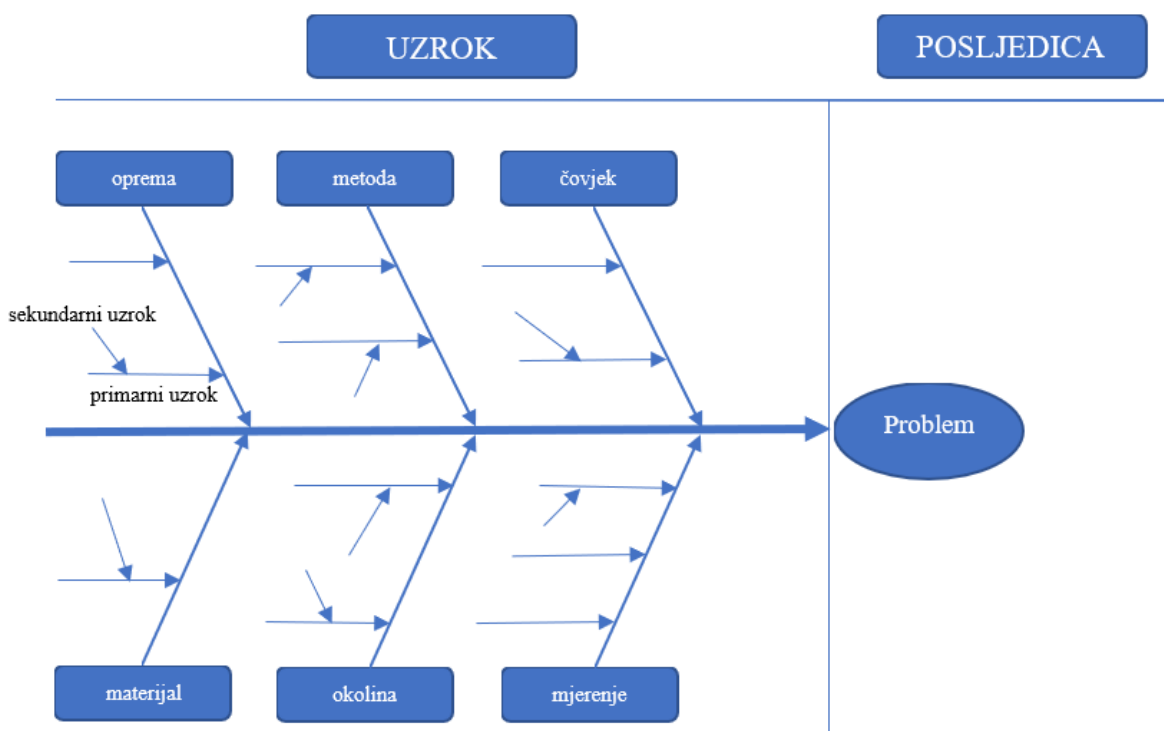 UZROK
POSLJEDICA
oprema
metoda
čovjek
sekundarni uzrok
primarni uzrok
Problem
materijal
okolina
mjerenje